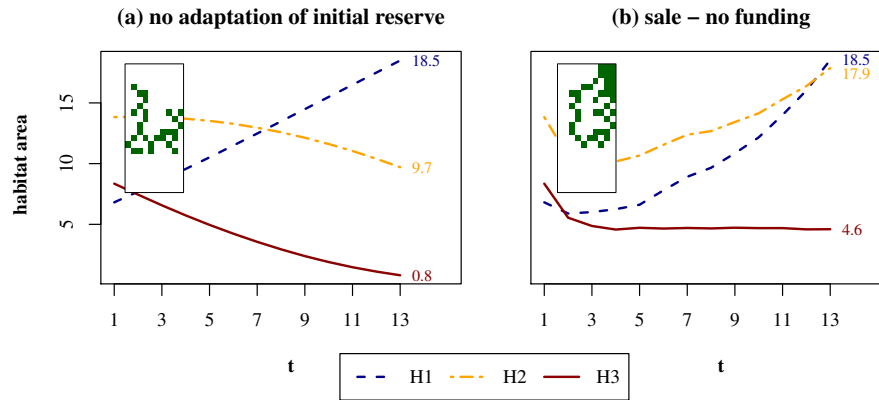 (a) no adaptation of initial reserve
(b) sale − no funding
habitat area
5
10
15
18.5
9.7
0.8
1
3
5
7
9
11
13
t
18.5
17.9
4.6
1
3
5
7
9
11
13
t
H1
H2
H3